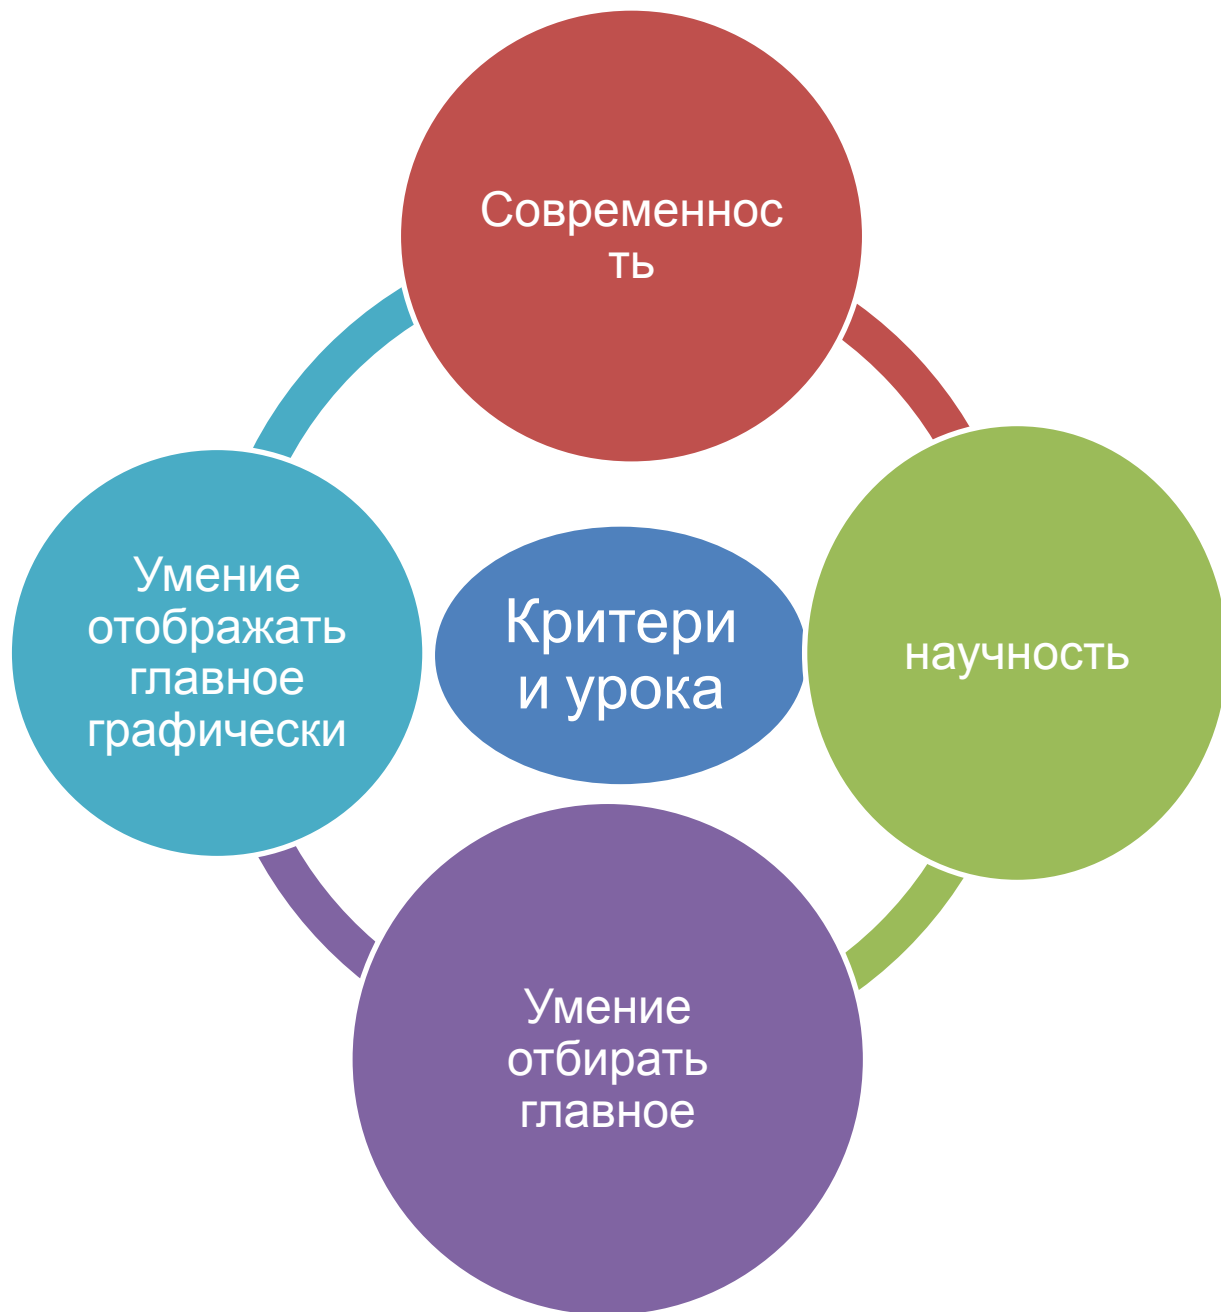 Современнос
ть
Умение
отображать
главное
графически
Критери
и урока
научность
Умение
отбирать
главное